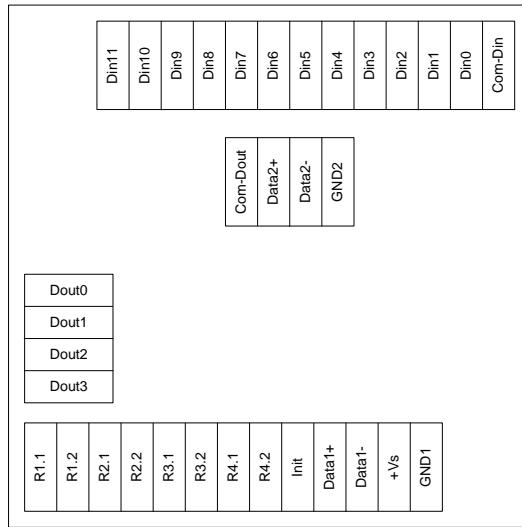 Din11 Din10 Din9 Din8 Din7 Din6 Din5 Din4 Din3 Din2 Din1 Din0 Com-Din
Com-Dout Data2+ Data2- GND2
Dout0
Dout1
Dout2
Dout3
R1.1 R1.2 R2.1 R2.2 R3.1 R3.2 R4.1 R4.2 Init Data1+ Data1- +Vs GND1